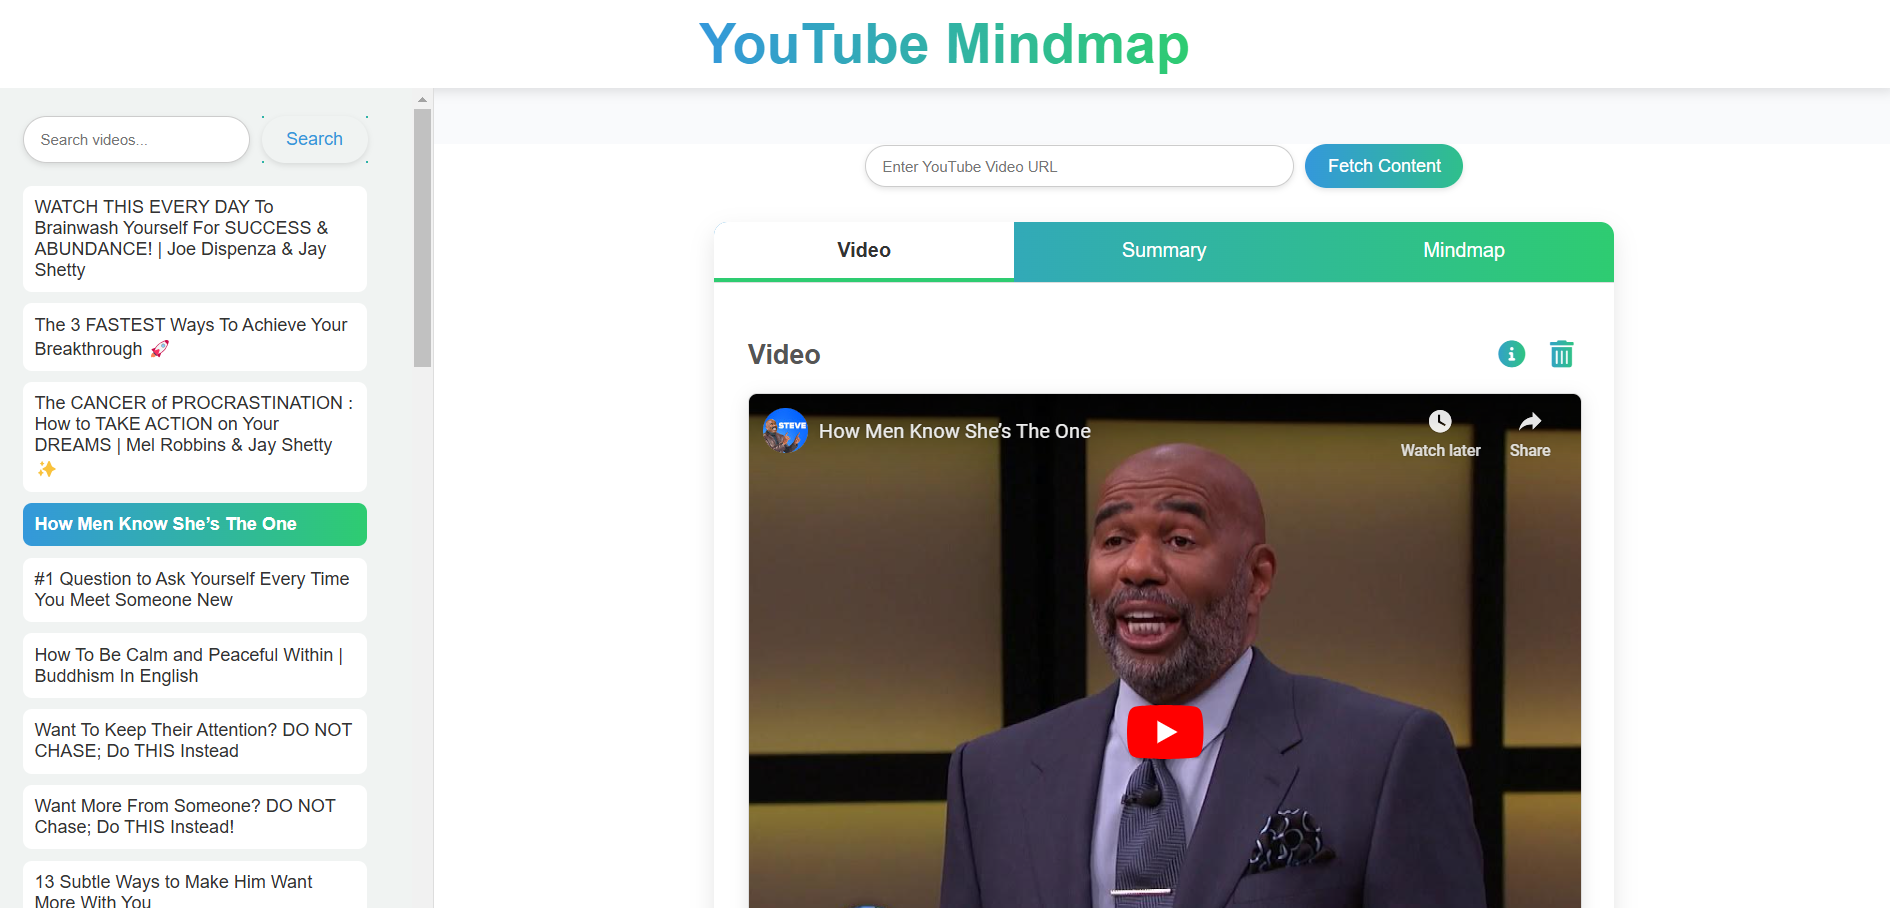 YouTube Mindmap
Search videos...
Search
WATCH THIS EVERY DAY To
Brainwash Yourself For SUCCESS &
ABUNDANCE! | Joe Dispenza & Jay
Shetty
The 3 FASTEST Ways To Achieve Your
Breakthrough 🚀
The CANCER of PROCRASTINATION :
How to TAKE ACTION on Your
DREAMS | Mel Robbins & Jay Shetty
✨
How Men Know She’s The One
#1 Question to Ask Yourself Every Time
You Meet Someone New
How To Be Calm and Peaceful Within |
Buddhism In English
Want To Keep Their Attention? DO NOT
CHASE; Do THIS Instead
Want More From Someone? DO NOT
Chase; Do THIS Instead!
13 Subtle Ways to Make Him Want
More With You
Enter YouTube Video URL
Fetch Content
Video
Summary
Mindmap
Video
STEVE
How Men Know She’s The One
Watch later
Share